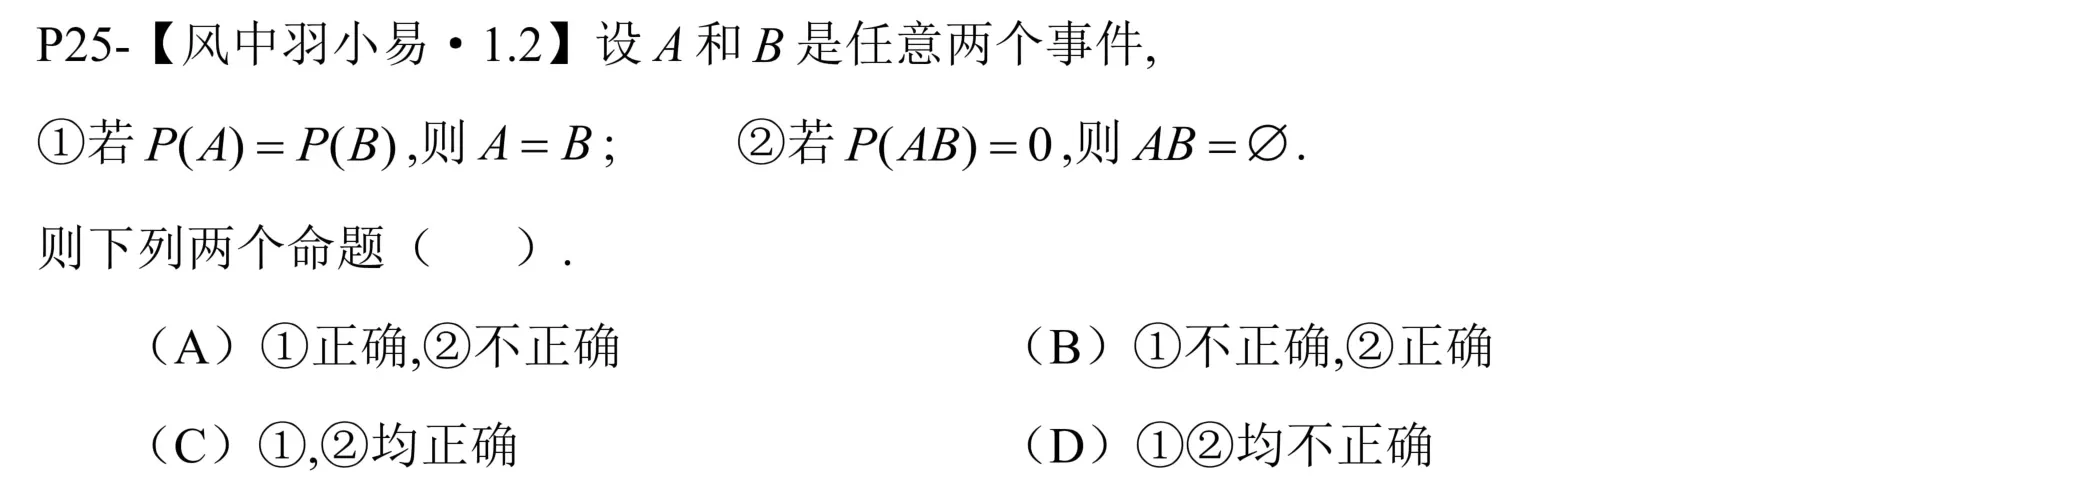 P25-【风中羽小易·1.2】设 A 和 B 是任意两个事件,
①若 P(A) = P(B) ,则 A = B ; ②若 P(AB) = 0 ,则 AB = ∅ .
则下列两个命题（ ）.
（A）①正确,②不正确 （B）①不正确,②正确
（C）①,②均正确 （D）①②均不正确